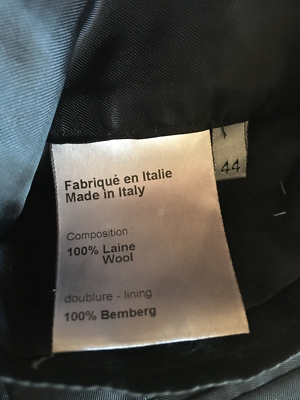 44
Fabriqué en Italie
Made in Italy
Composition
100% Laine
Wool
doublure - lining
100% Bemberg